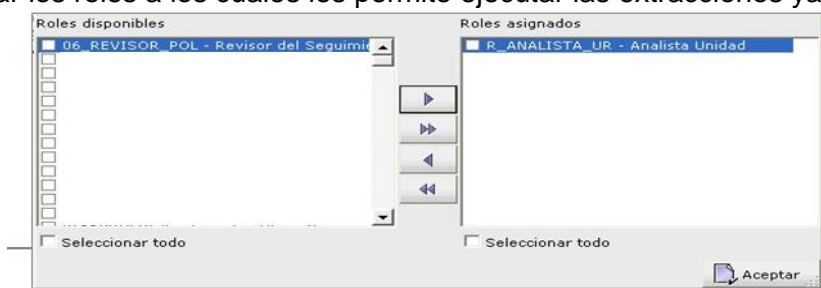 ar los roles a los cuales les permite ejecutar las extracciones ya
Roles disponibles
Roles asignados
06_REVISOR_POL - Revisor del Seguimie
R_ANALISTA_UR - Analista Unidad
Seleccionar todo
Seleccionar todo
Aceptar